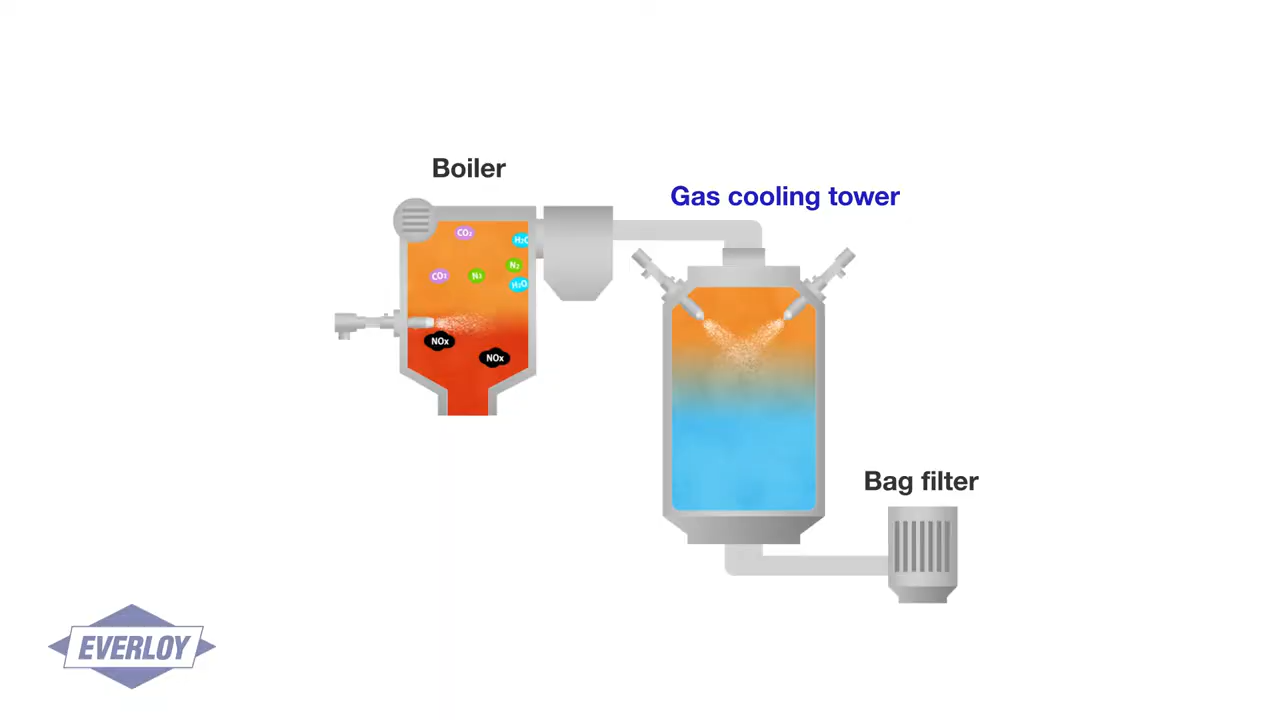 Boiler
Gas cooling tower
CO₂
H₂O
N₂
CO₂
N₂
H₂O
NOx
NOx
Bag filter
EVERLOY